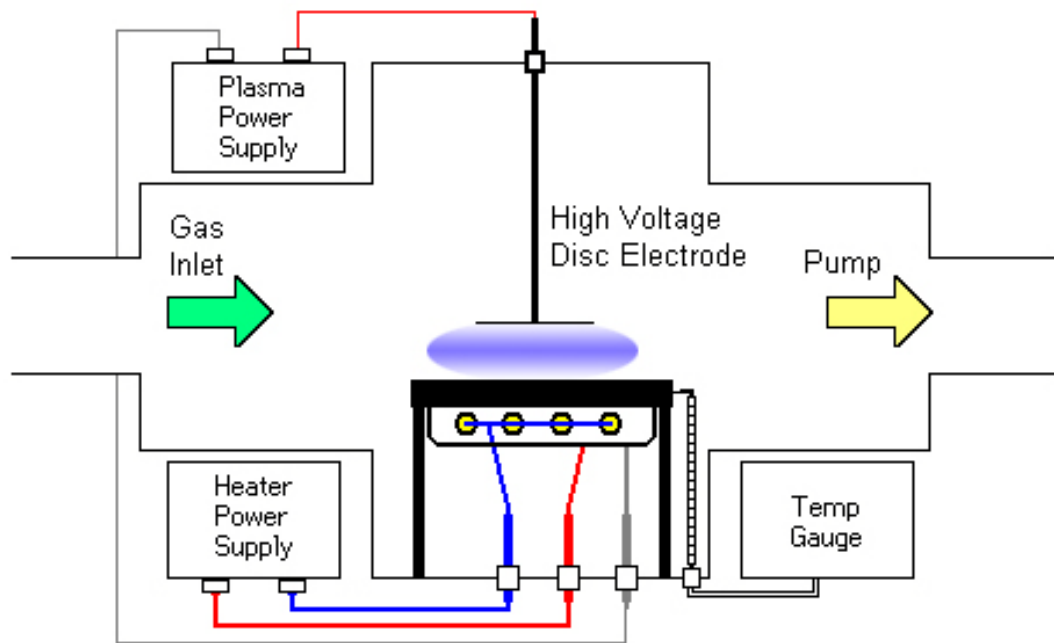 Plasma
Power
Supply
Gas
Inlet
High Voltage
Disc Electrode
Pump
Heater
Power
Supply
Temp
Gauge